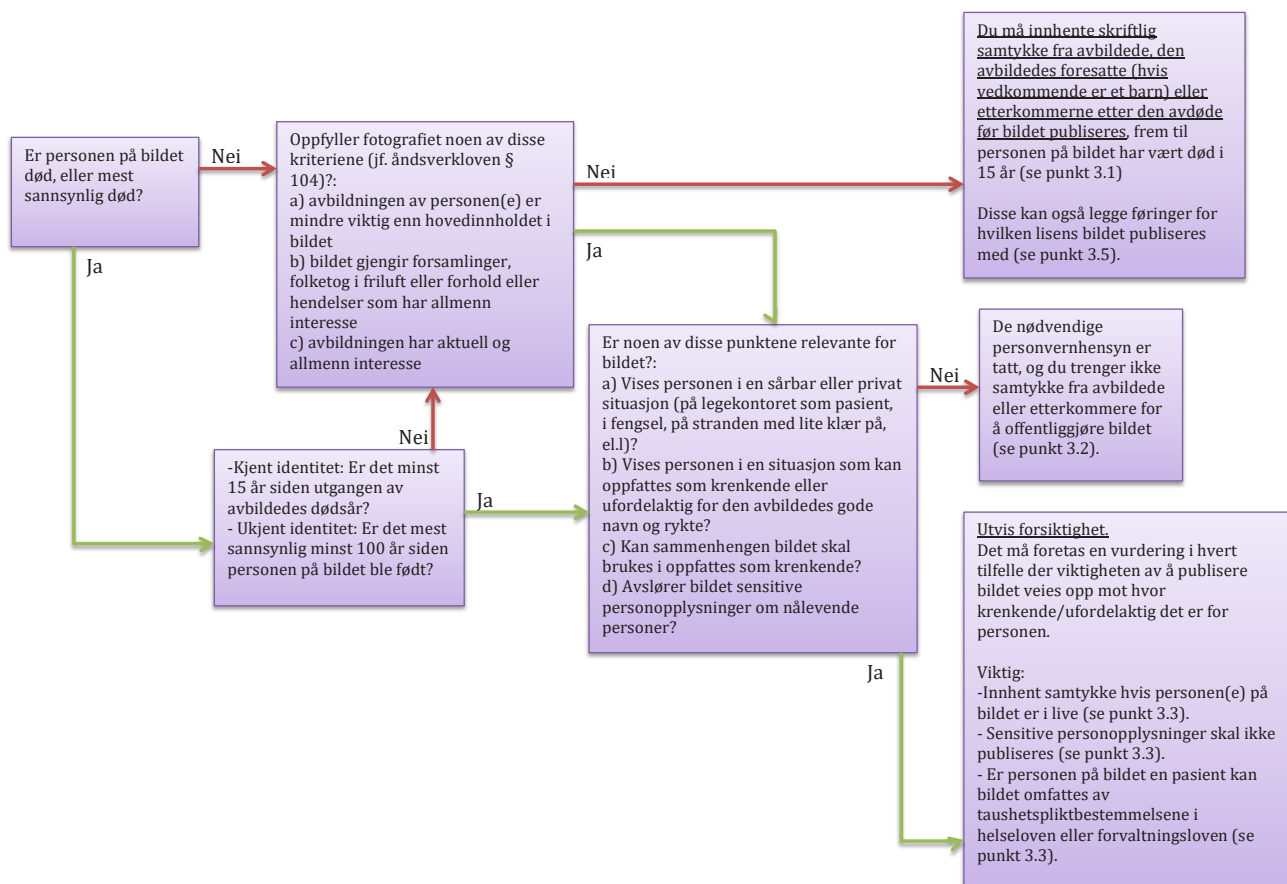 Er personen på bildet
død, eller mest
sannsynlig død?
Nei
Ja
Oppfyller fotografiet noen av disse
kriteriene (jf. åndsverkloven §
104)?:
a) avbildningen av personen(e) er
mindre viktig enn hovedinnholdet i
bildet
b) bildet gjengir forsamlinger,
folketog i friluft eller forhold eller
hendelser som har allmenn
interesse
c) avbildningen har aktuell og
allmenn interesse
Nei
Ja
Du må innhente skriftlig
samtykke fra avbildede, den
avbildedes foresatte (hvis
vedkommende er et barn) eller
etterkommerne etter den avdøde
før bildet publiseres, frem til
personen på bildet har vært død i
15 år (se punkt 3.1)
Disse kan også legge føringer for
hvilken lisens bildet publiseres
med (se punkt 3.5).
Nei
-Kjent identitet: Er det minst
15 år siden utgangen av
avbildedes dødsår?
- Ukjent identitet: Er det mest
sannsynlig minst 100 år siden
personen på bildet ble født?
Ja
Er noen av disse punktene relevante for
bildet?:
a) Vises personen i en sårbar eller privat
situasjon (på legekontoret som pasient,
i fengsel, på stranden med lite klær på,
el.l)?
b) Vises personen i en situasjon som kan
oppfattes som krenkende eller
ufordelaktig for den avbildedes gode
navn og rykte?
c) Kan sammenhengen bildet skal
brukes i oppfattes som krenkende?
d) Avslører bildet sensitive
personopplysninger om nålevende
personer?
Nei
De nødvendige
personvernhensyn er
tatt, og du trenger ikke
samtykke fra avbildede
eller etterkommere for
å offentliggjøre bildet
(se punkt 3.2).
Ja
Utvis forsiktighet.
Det må foretas en vurdering i hvert
tilfelle der viktigheten av å publisere
bildet veies opp mot hvor
krenkende/ufordelaktig det er for
personen.
Viktig:
-Innhent samtykke hvis personen(e) på
bildet er i live (se punkt 3.3).
- Sensitive personopplysninger skal ikke
publiseres (se punkt 3.3).
- Er personen på bildet en pasient kan
bildet omfattes av
taushetspliktbestemmelsene i
helseloven eller forvaltningsloven (se
punkt 3.3).